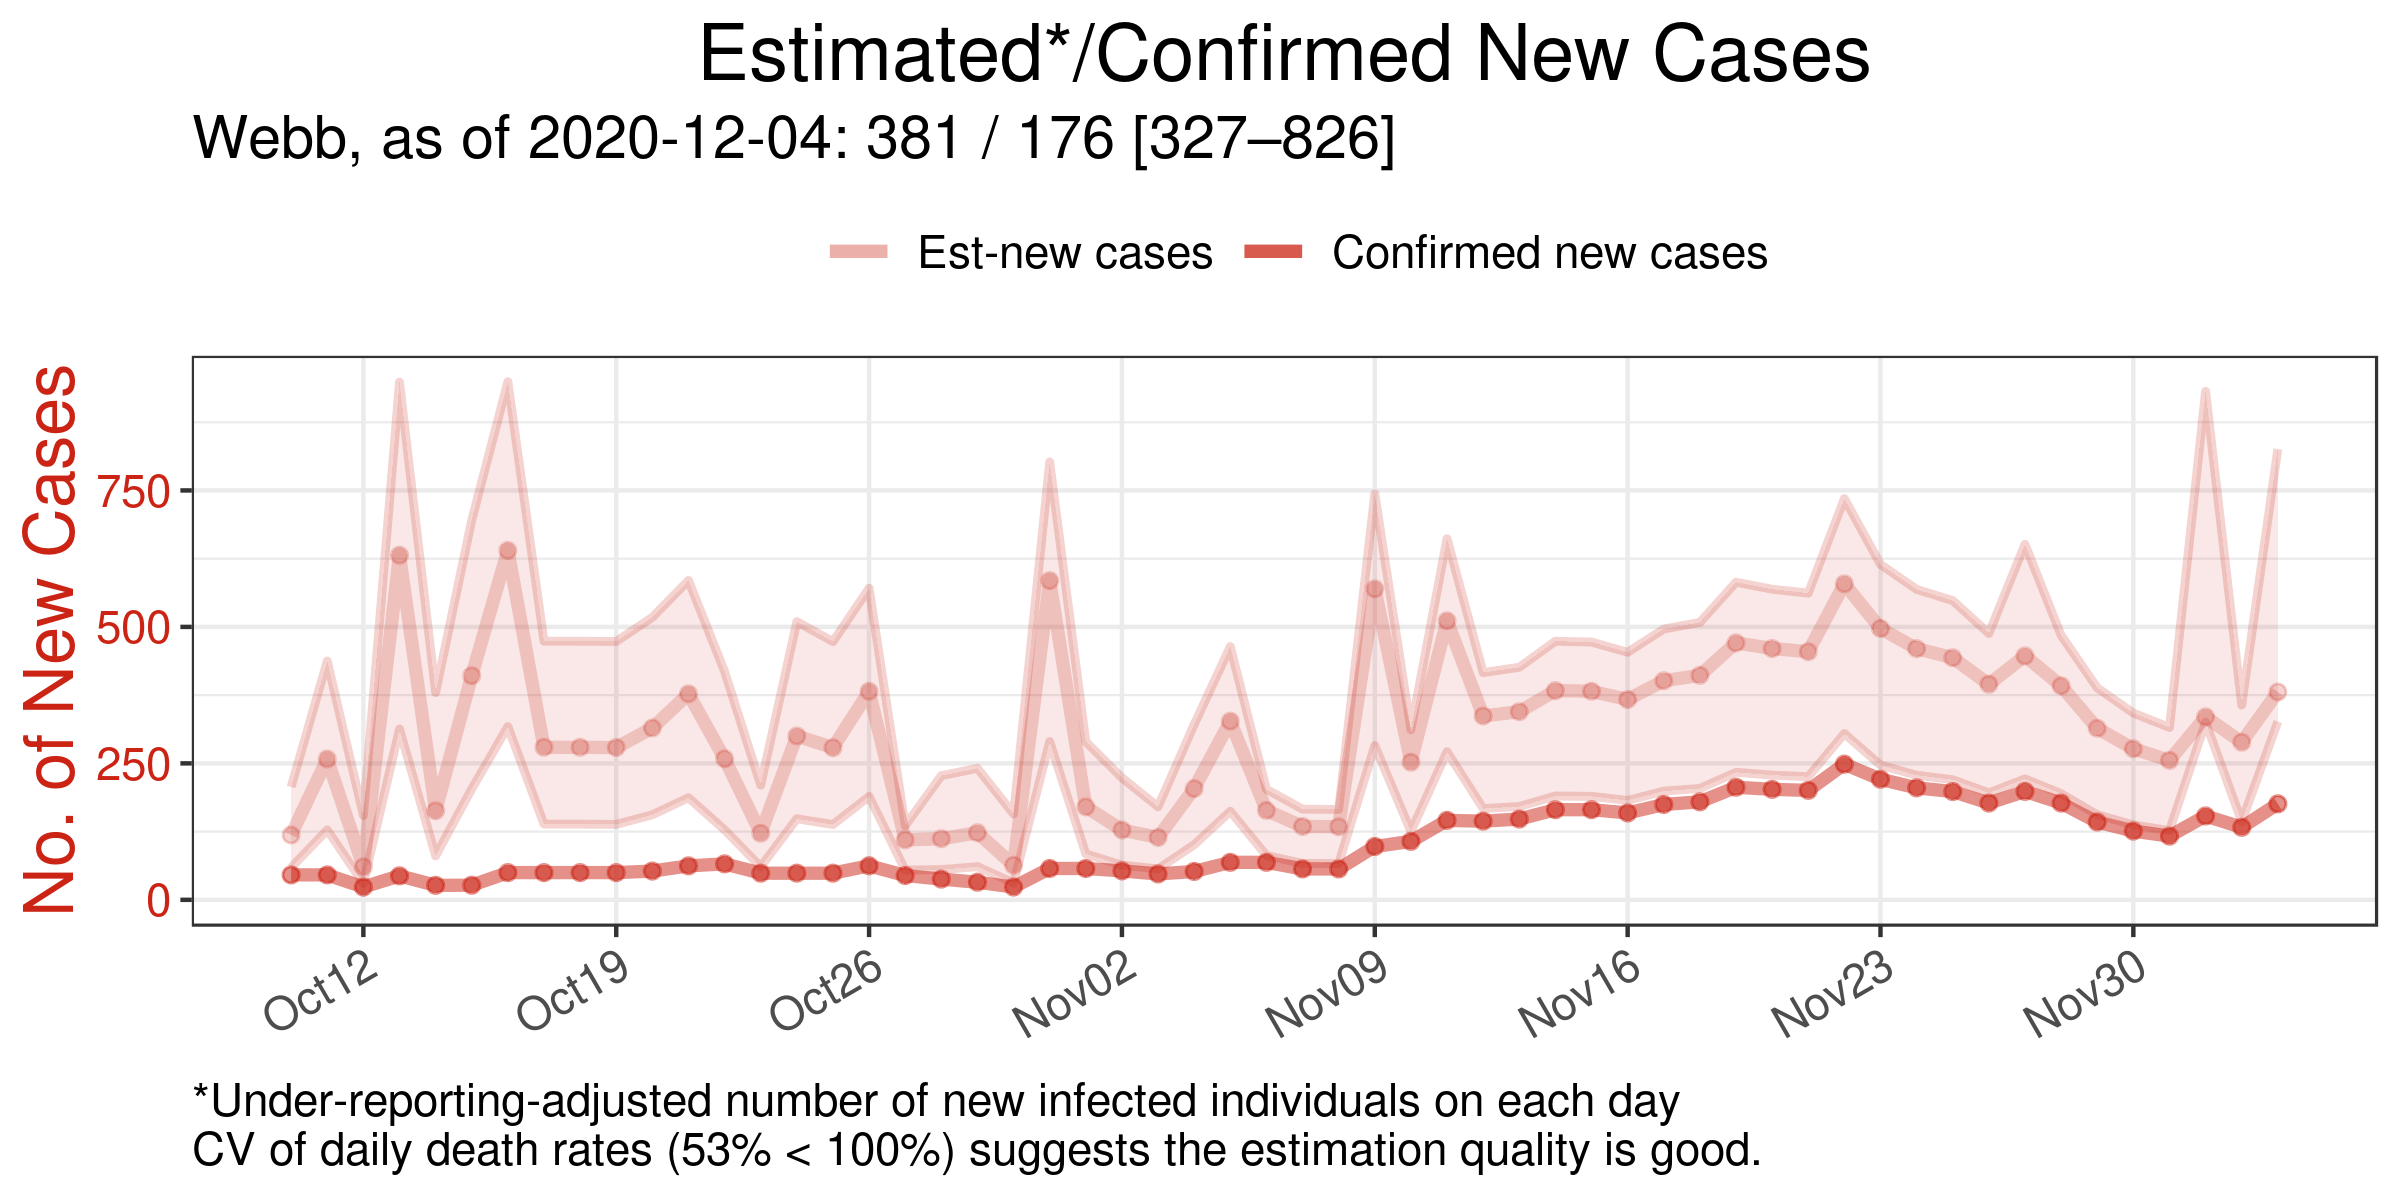 Estimated*/Confirmed New Cases
Webb, as of 2020-12-04: 381 / 176 [327–826]
Est-new cases
Confirmed new cases
No. of New Cases
750
500
250
0
Oct12
Oct19
Oct26
Nov02
Nov09
Nov16
Nov23
Nov30
*Under-reporting-adjusted number of new infected individuals on each day
CV of daily death rates (53% < 100%) suggests the estimation quality is good.